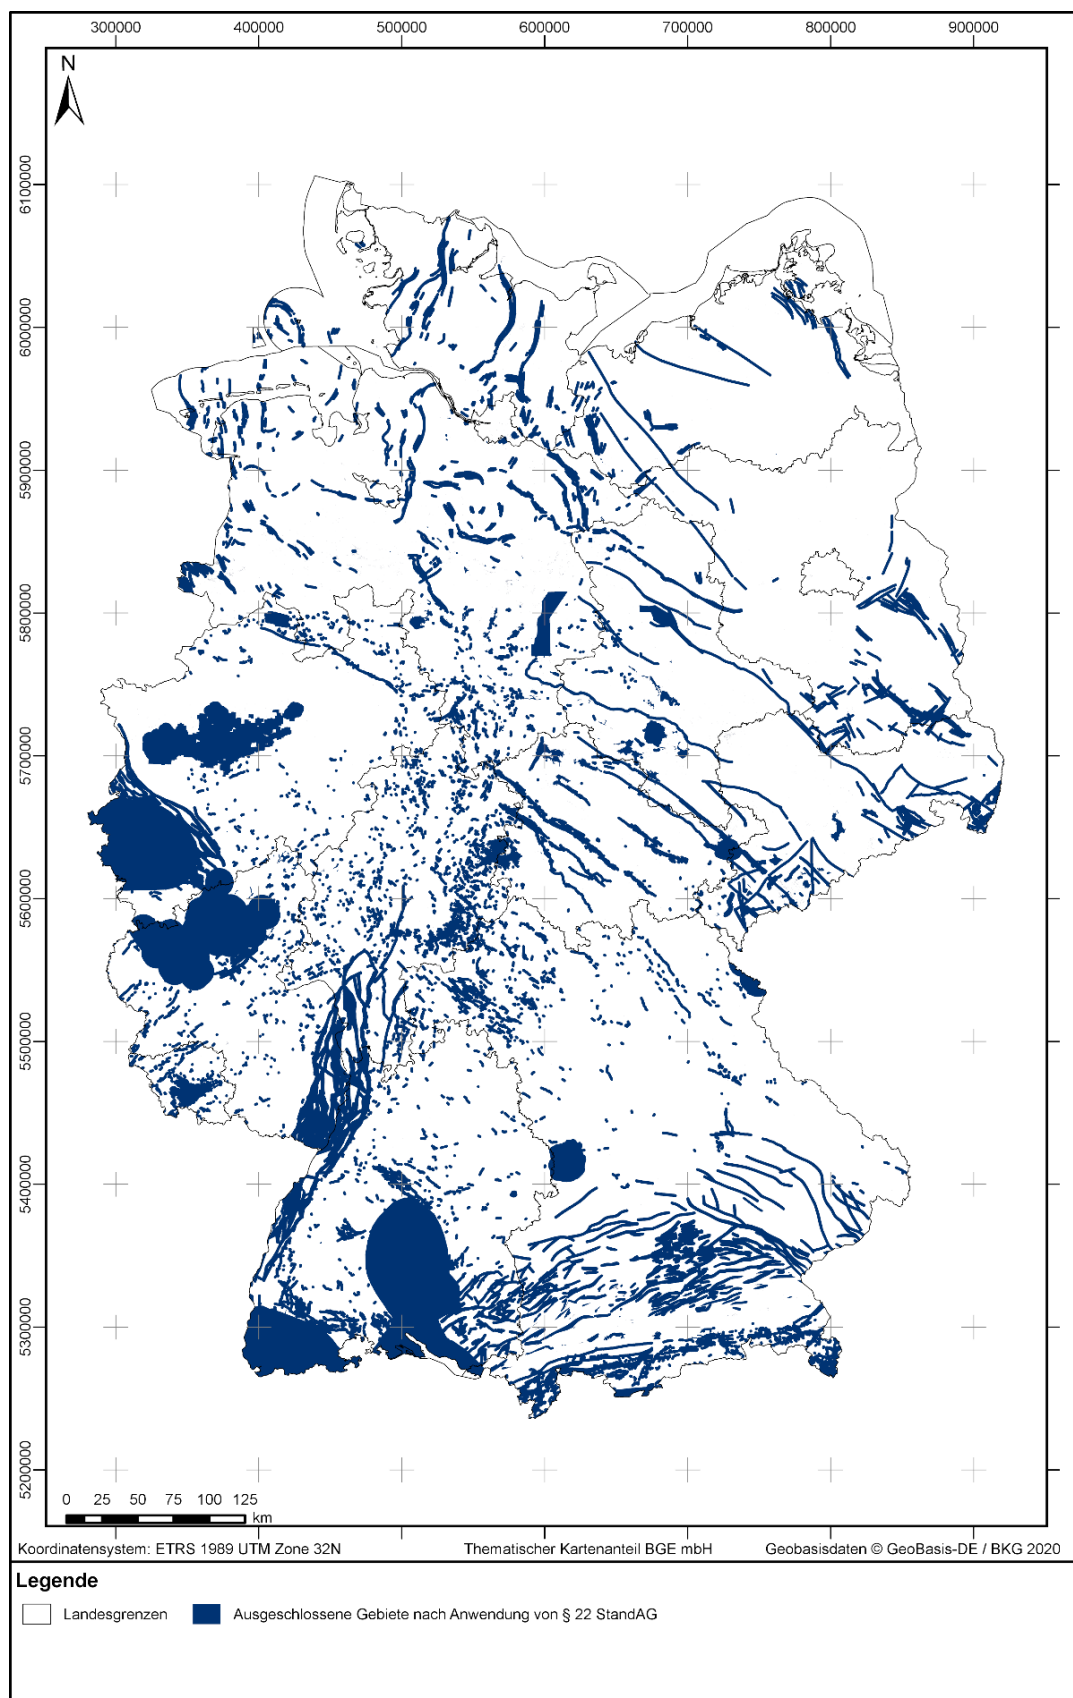 300000 400000 500000 600000 700000 800000 900000
N
6100000
6000000
5900000
5800000
5700000
5600000
5500000
5400000
5300000
5200000
0 25 50 75 100 125
km
Koordinatensystem: ETRS 1989 UTM Zone 32N Thematischer Kartenanteil BGE mbH Geobasisdaten © GeoBasis-DE / BKG 2020
Legende
Landesgrenzen Ausgeschlossene Gebiete nach Anwendung von § 22 StandAG